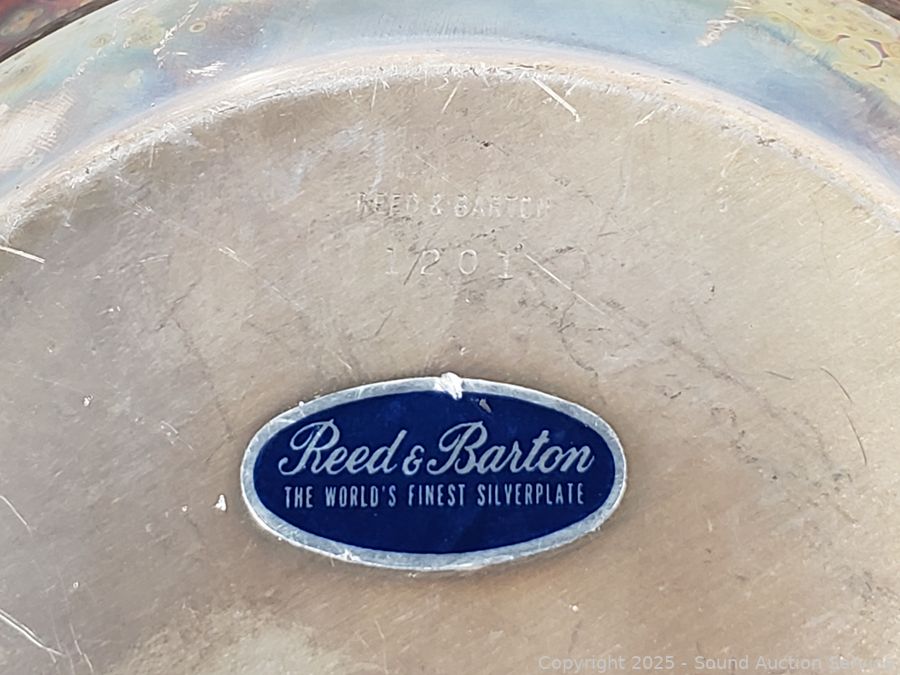 REED & BARTON
1201
Reed & Barton
THE WORLD'S FINEST SILVERPLATE
Copyright 2025 - Sound Auction Service